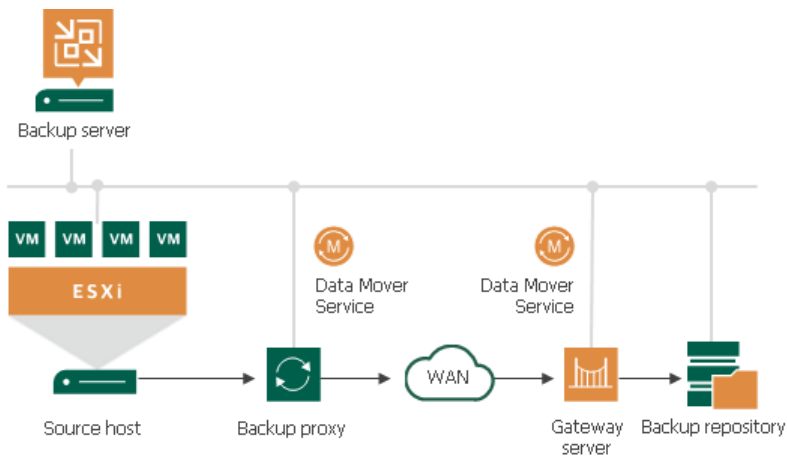 Backup server
VM VM VM VM
M
M
Data Mover
Service
Data Mover
Service
ESXi
WAN
Source host
Backup proxy
Gateway
server
Backup repository